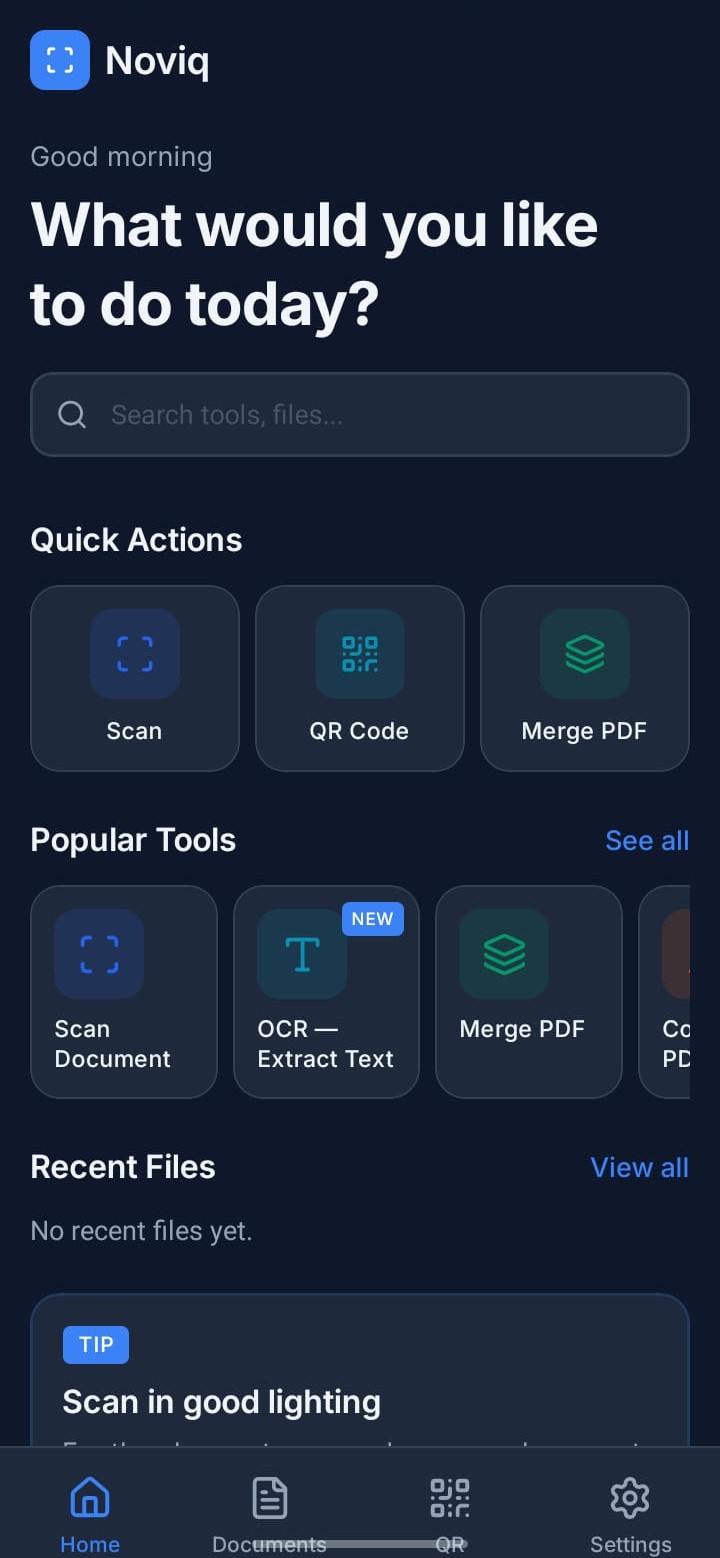 Noviq
Good morning
What would you like
to do today?
Search tools, files...
Quick Actions
Scan
QR Code
Merge PDF
Popular Tools
See all
Scan
Document
NEW
OCR —
Extract Text
Merge PDF
Co
PD
Recent Files
View all
No recent files yet.
TIP
Scan in good lighting
Home
Documents
QR
Settings